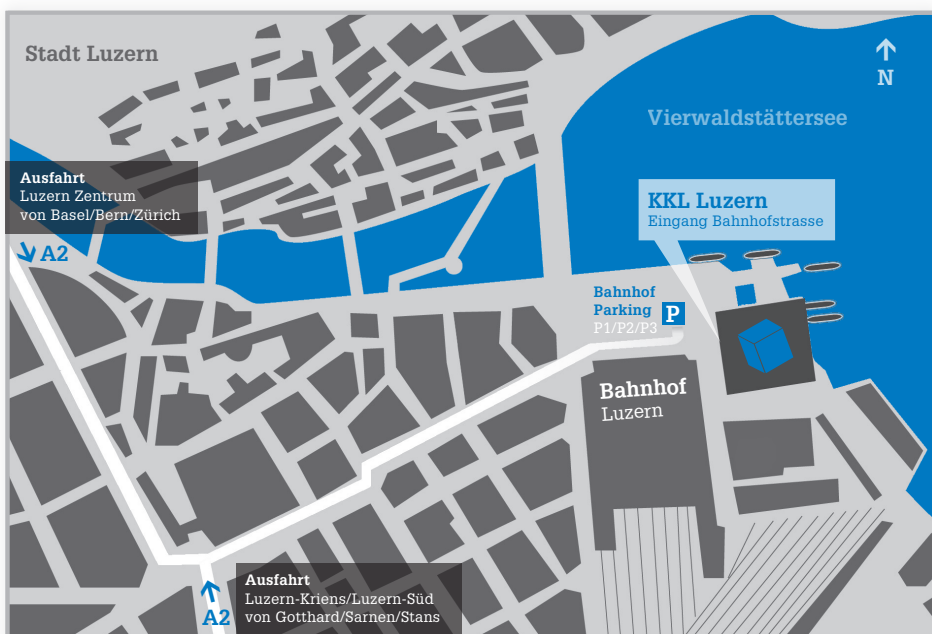 Stadt Luzern
N
Vierwaldstättersee
Ausfahrt
Luzern Zentrum
von Basel/Bern/Zürich
A2
KKL Luzern
Eingang Bahnhofstrasse
Bahnhof
Parking
P
P1/P2/P3
Bahnhof
Luzern
Ausfahrt
Luzern-Kriens/Luzern-Süd
von Gotthard/Sarnen/Stans
A2